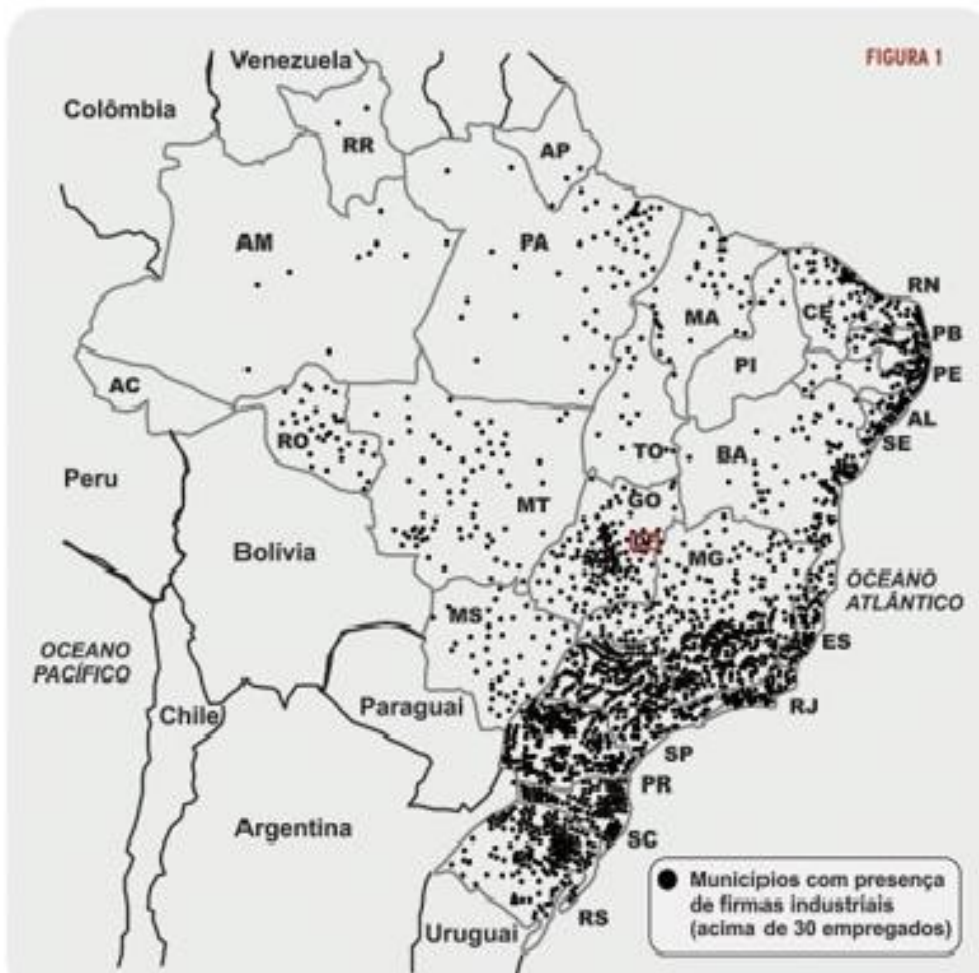 FIGURA 1
Venezuela
Colômbia
RR
AP
AM
PA
RN
CE
MA
PB
PI
PE
AC
AL
RO
SE
TO
BA
Peru
MT
GO
DF
Bolívia
MG
OCEANO
ATLÂNTICO
MS
ES
OCEANO
PACÍFICO
Paraguai
RJ
Chile
SP
PR
Argentina
SC
Municípios com presença
de firmas industriais
(acima de 30 empregados)
RS
Uruguai